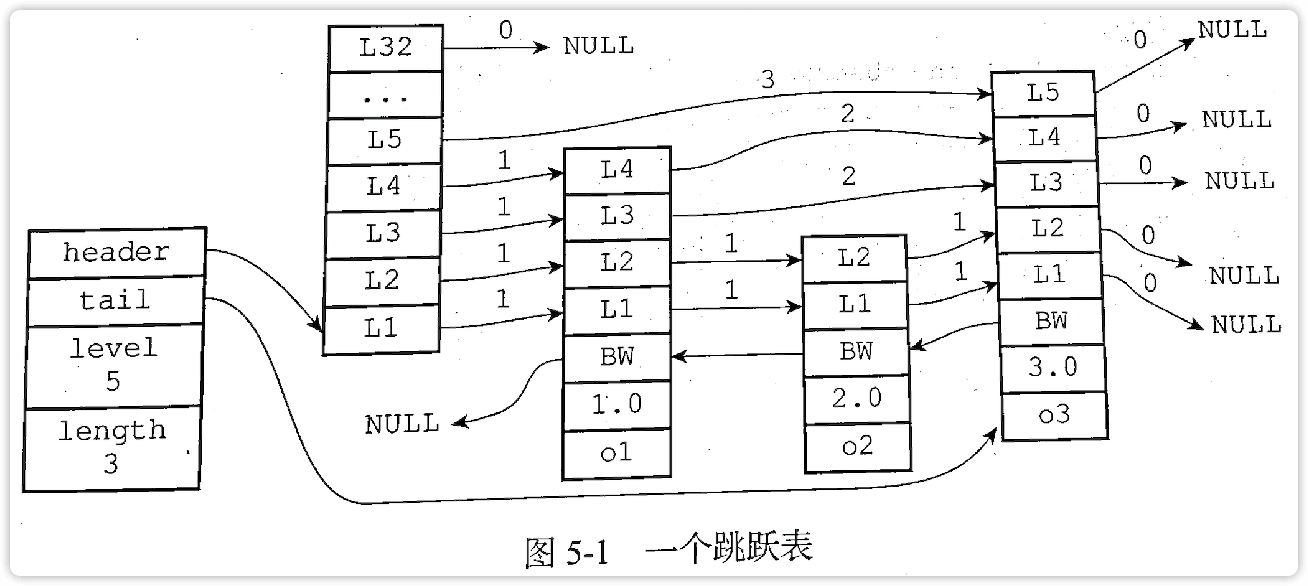 header
tail
level
5
length
3
L32
...
L5
L4
L3
L2
L1
0
NULL
3
1
1
1
1
L4
L3
L2
L1
BW
1.0
o1
NULL
2
2
1
1
L2
L1
BW
2.0
o2
1
1
L5
L4
L3
L2
L1
BW
3.0
o3
0
NULL
0
NULL
0
NULL
0
NULL
0
NULL
图 5-1 一个跳跃表